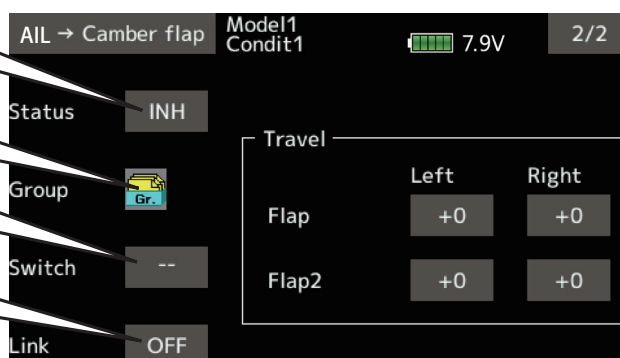 AIL → Camber flap Model1 Condit1 7.9V 2/2
Status INH
Travel
Left Right
Group Gr.
Flap +0 +0
Switch --
Flap2 +0 +0
Link OFF